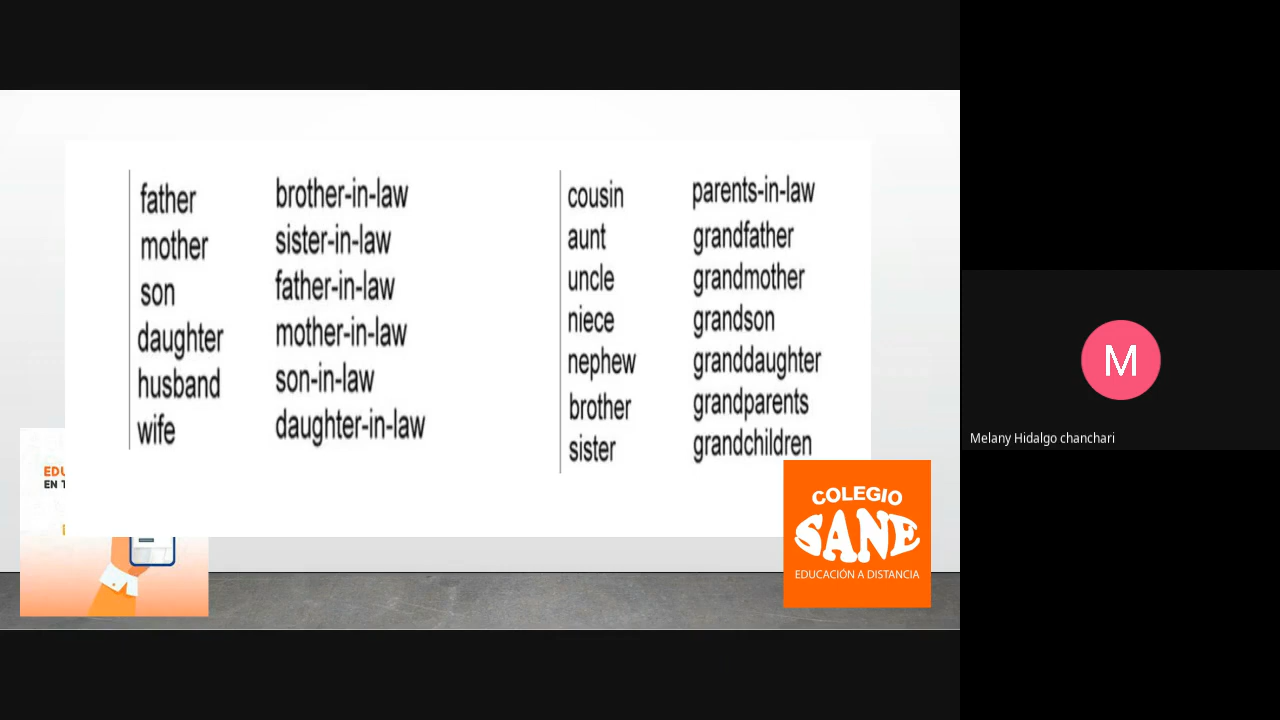 father
mother
son
daughter
husband
wife
brother-in-law
sister-in-law
father-in-law
mother-in-law
son-in-law
daughter-in-law
cousin
aunt
uncle
niece
nephew
brother
sister
parents-in-law
grandfather
grandmother
grandson
granddaughter
grandparents
grandchildren
EDU
EN T
COLEGIO
SANE
EDUCACIÓN A DISTANCIA
M
Melany Hidalgo chanchari